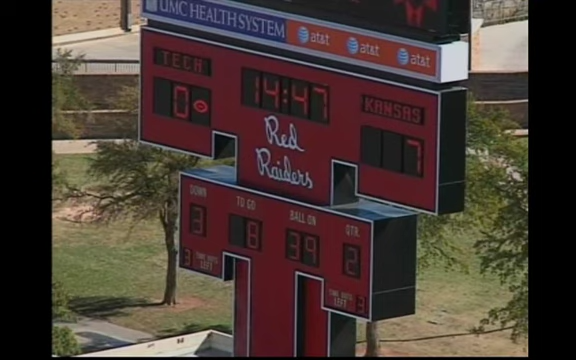 UMC HEALTH SYSTEM at&t at&t at&t
TECH 14:47 KANSAS
0 7
Red
Raiders
DOWN TO GO BALL ON QTR.
3 8 39 2
3 TIME OUTS LEFT TIME OUTS LEFT 3